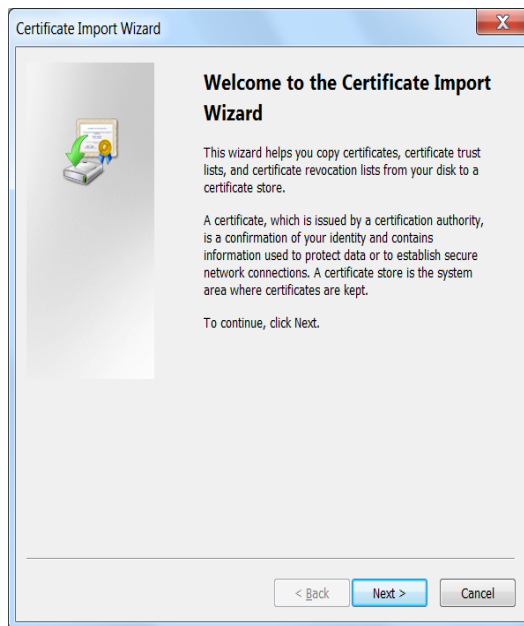 Certificate Import Wizard
X
Welcome to the Certificate Import
Wizard
This wizard helps you copy certificates, certificate trust
lists, and certificate revocation lists from your disk to a
certificate store.
A certificate, which is issued by a certification authority,
is a confirmation of your identity and contains
information used to protect data or to establish secure
network connections. A certificate store is the system
area where certificates are kept.
To continue, click Next.
< Back Next > Cancel